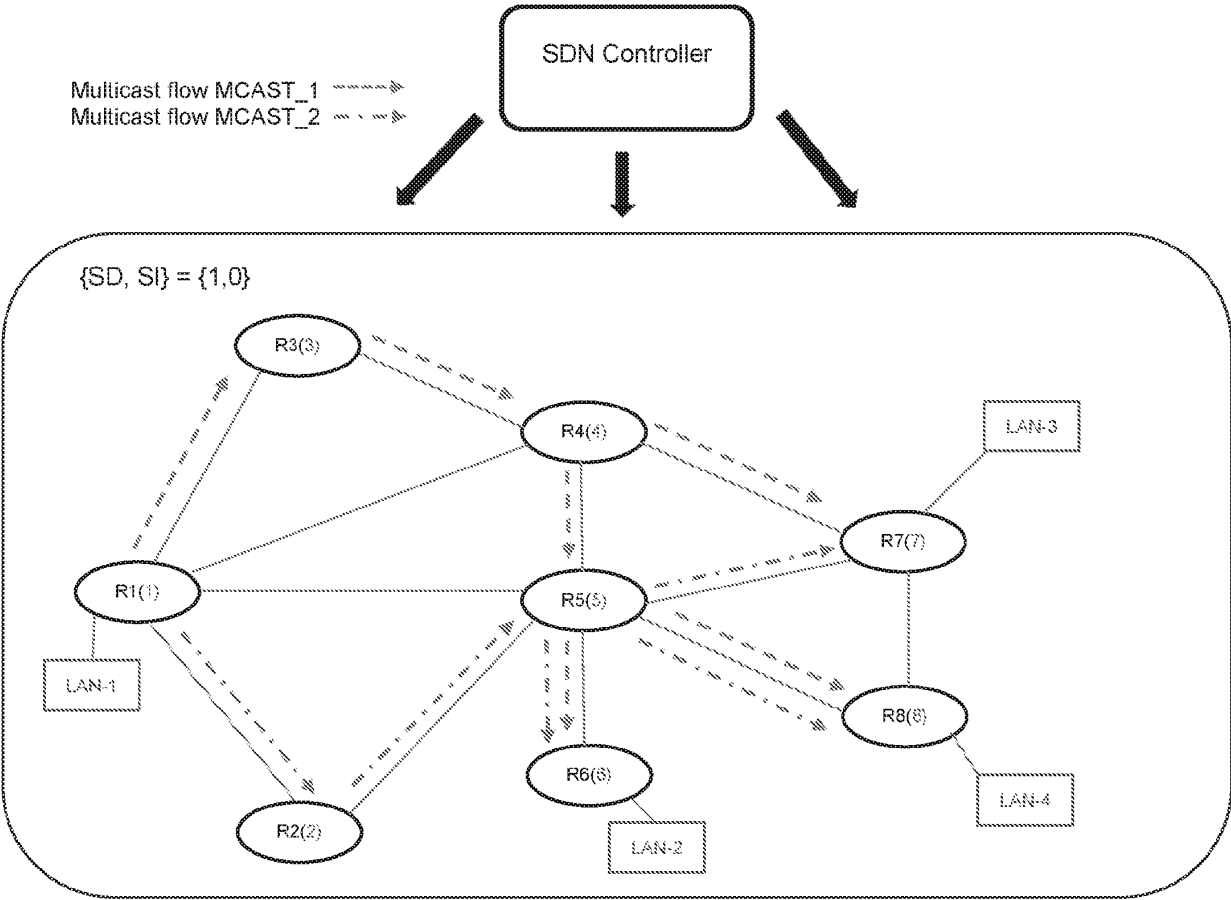 SDN Controller
Multicast flow MCAST_1
Multicast flow MCAST_2
{SD, SI} = {1,0}
R3(3)
R4(4)
LAN-3
R7(7)
R1(1)
R5(5)
LAN-1
R8(8)
R6(6)
LAN-4
R2(2)
LAN-2